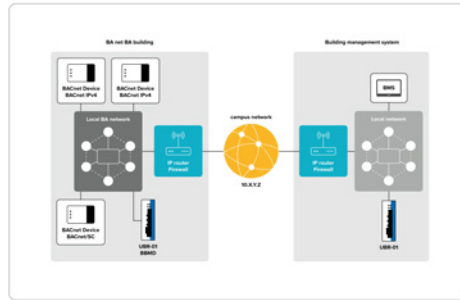 BA net BA building
Building management system
BACnet Device
BACnet IPv4
BACnet Device
BACnet IPv4
BMS
Local BA network
campus network
Local network
IP router
Firewall
IP router
Firewall
10.X.Y.Z
BACnet Device
BACnet/SC
UBR-01
BBMD
UBR-01